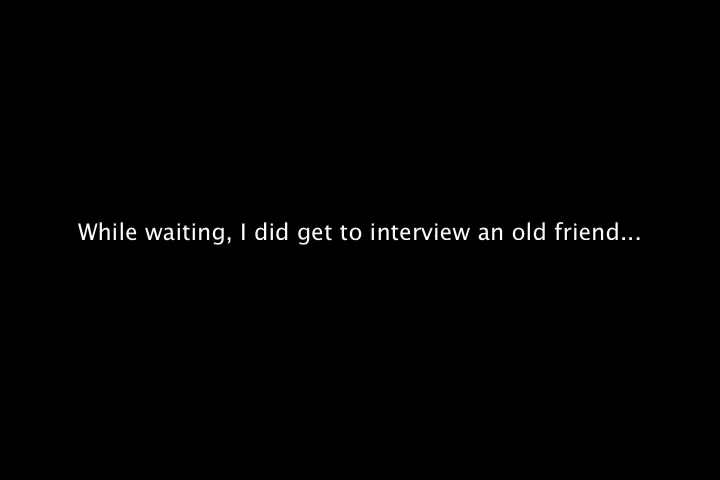 While waiting, I did get to interview an old friend...